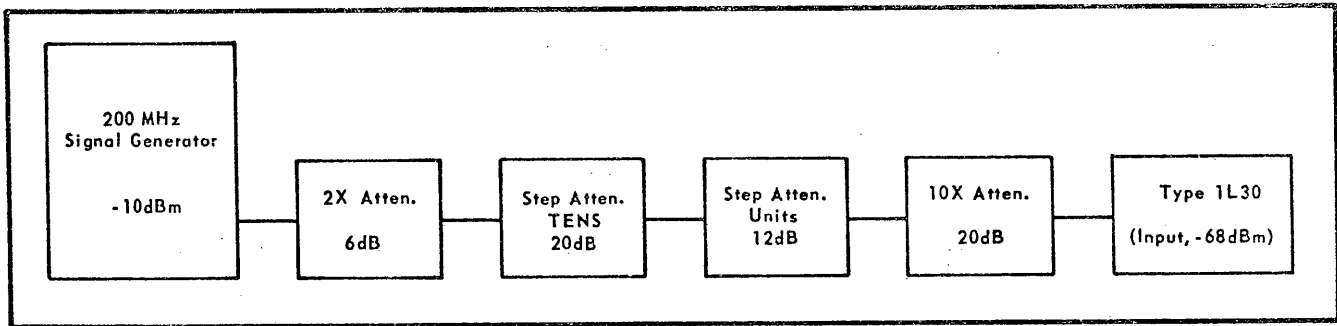 200 MHz
Signal Generator
-10dBm
2X Atten.
6dB
Step Atten.
TENS
20dB
Step Atten.
Units
12dB
10X Atten.
20dB
Type 1L30
(Input, -68dBm)